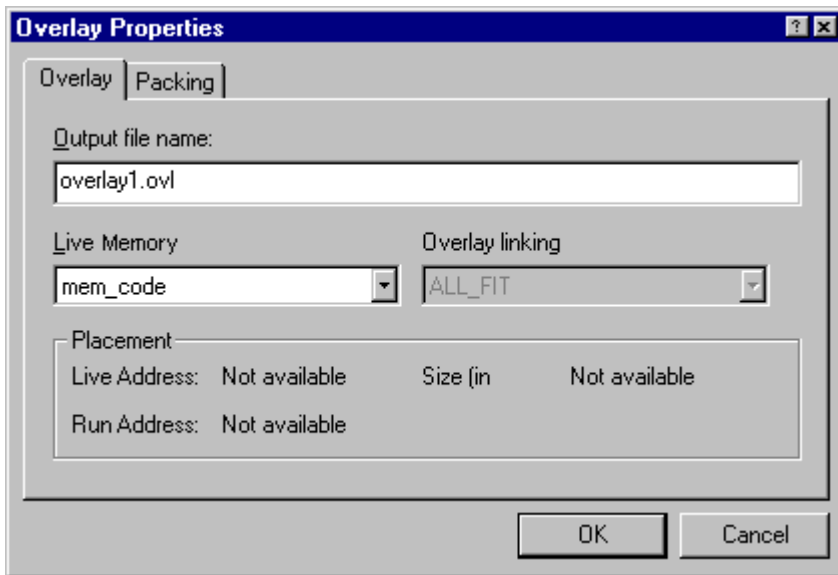 Overlay Properties
Overlay Packing
Output file name:
overlay1.ovl
Live Memory Overlay linking
mem_code ALL_FIT
Placement
Live Address: Not available Size (in Not available
Run Address: Not available
OK Cancel